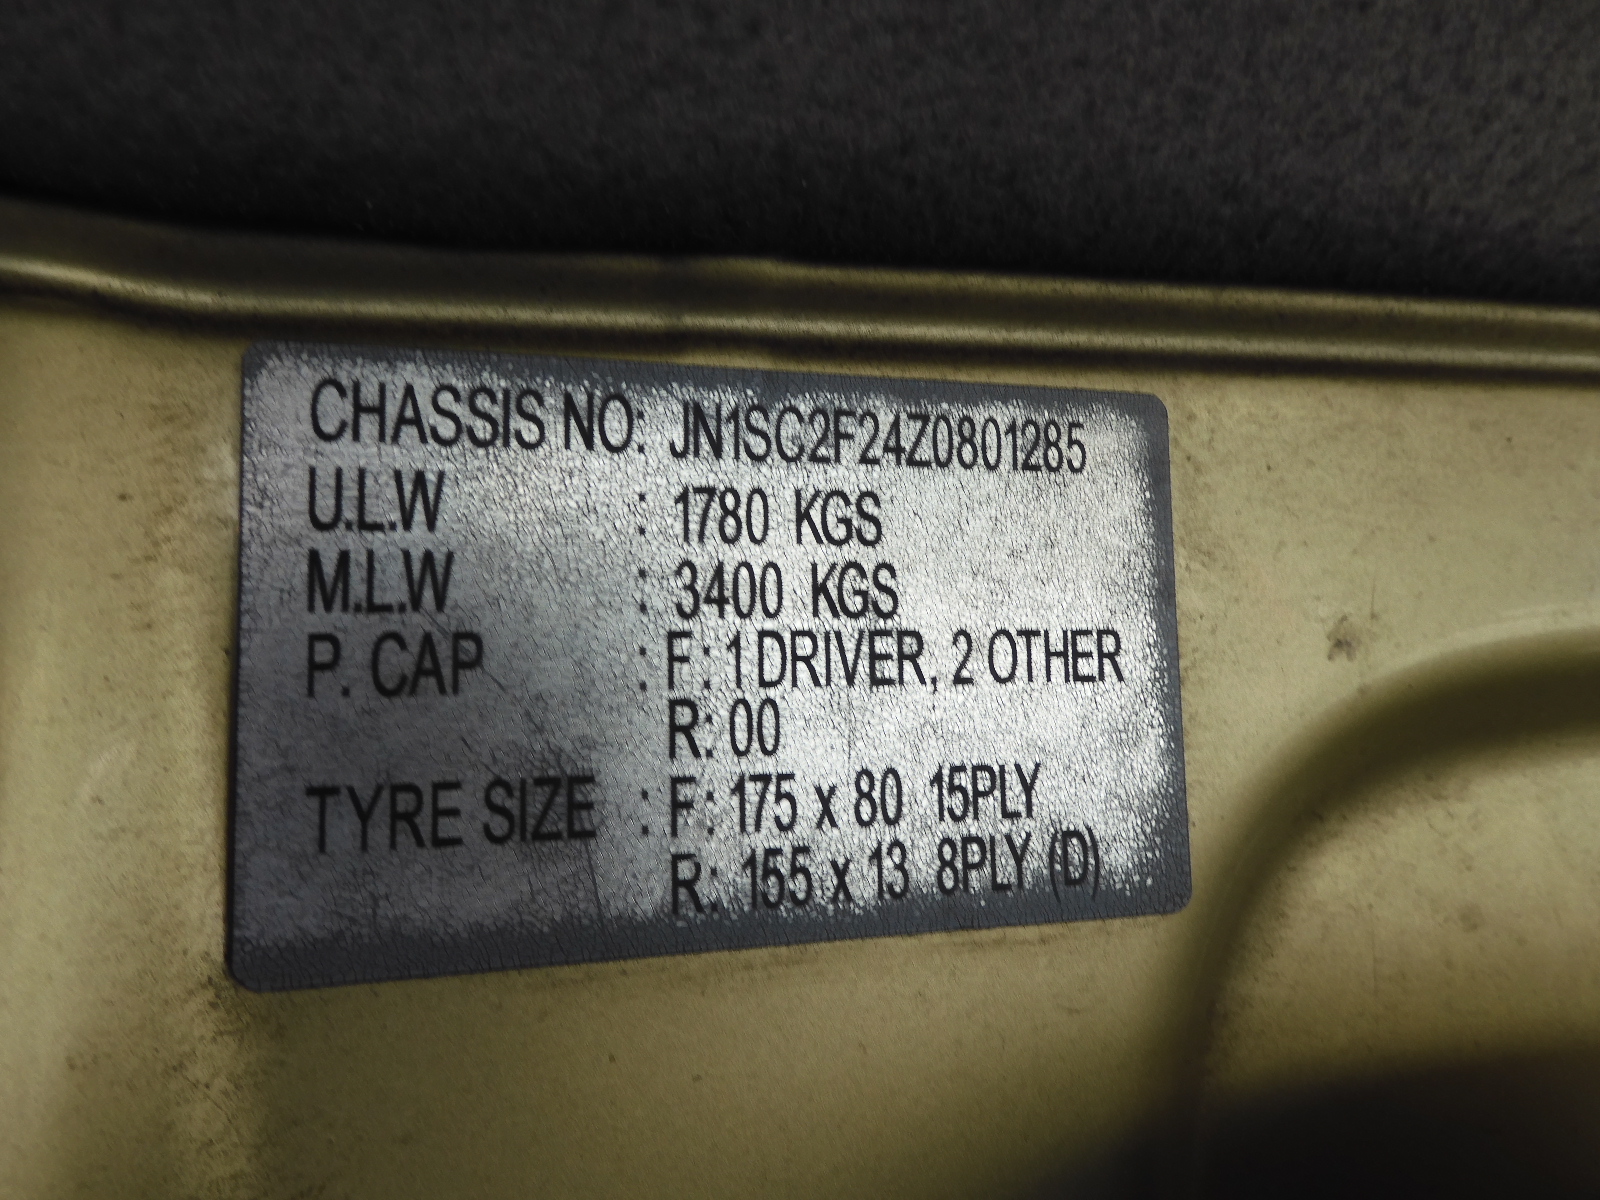 CHASSIS NO: JN1SC2F24Z0801285
U.L.W : 1780 KGS
M.L.W : 3400 KGS
P. CAP : F: 1 DRIVER, 2 OTHER
R: 00
TYRE SIZE : F: 175 x 80 15PLY
R: 155 x 13 8PLY (D)